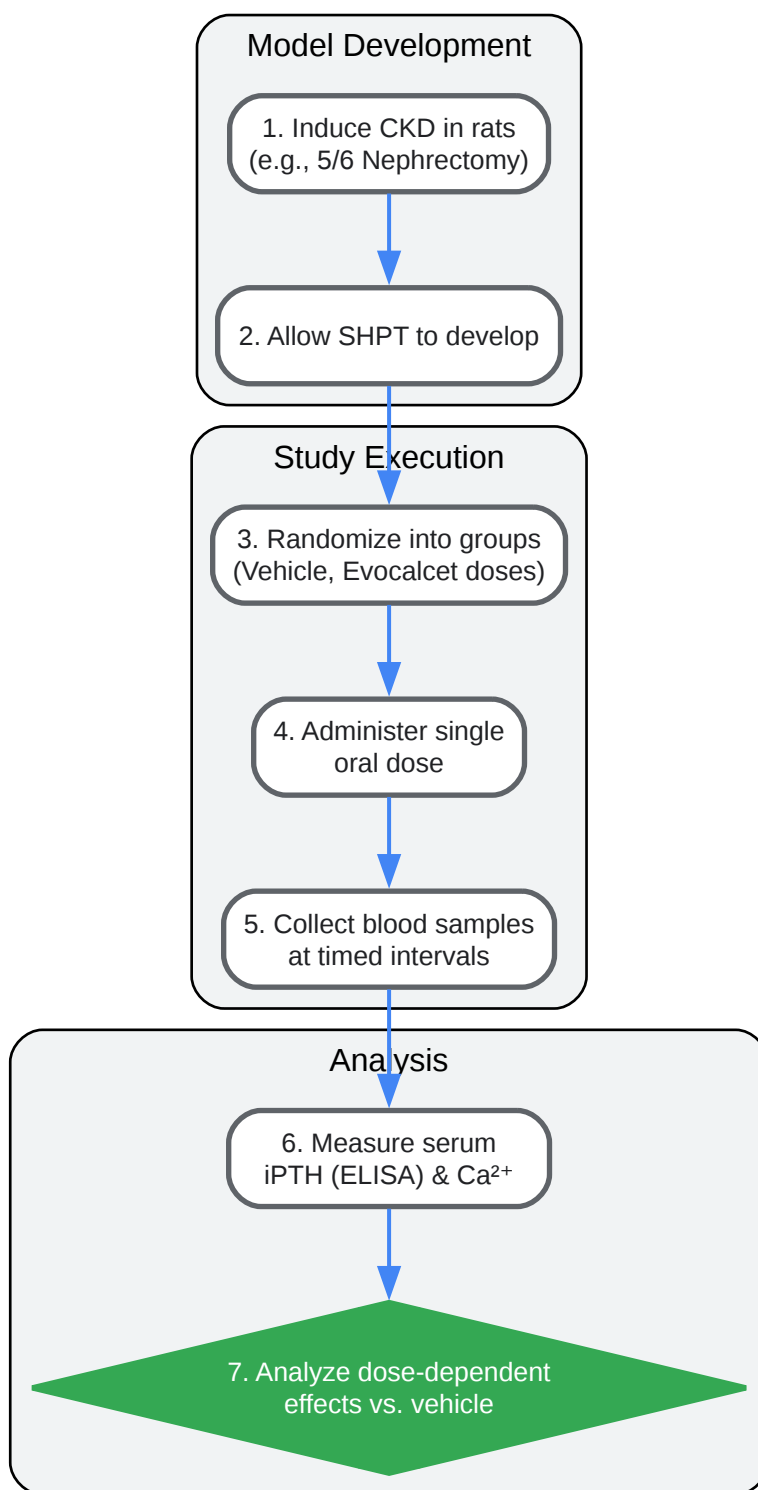 Model Development
1. Induce CKD in rats
(e.g., 5/6 Nephrectomy)
2. Allow SHPT to develop
Study Execution
3. Randomize into groups
(Vehicle, Evocalcet doses)
4. Administer single
oral dose
5. Collect blood samples
at timed intervals
Analysis
6. Measure serum
iPTH (ELISA) & Ca²⁺
7. Analyze dose-dependent
effects vs. vehicle